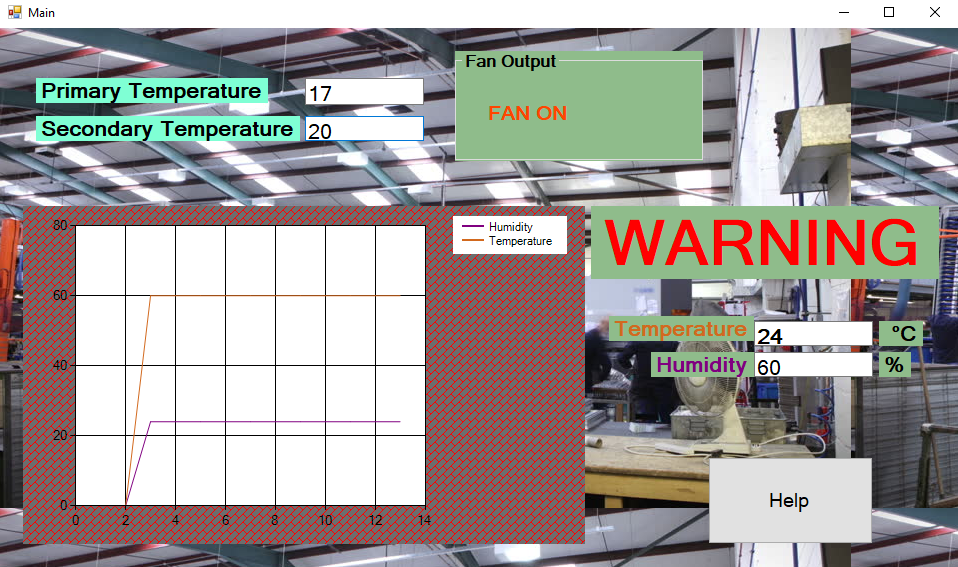 Main
Primary Temperature 17
Secondary Temperature 20
Fan Output
FAN ON
Humidity
Temperature
80
60
40
20
0
0 2 4 6 8 10 12 14
WARNING
Temperature 24 °C
Humidity 60 %
Help